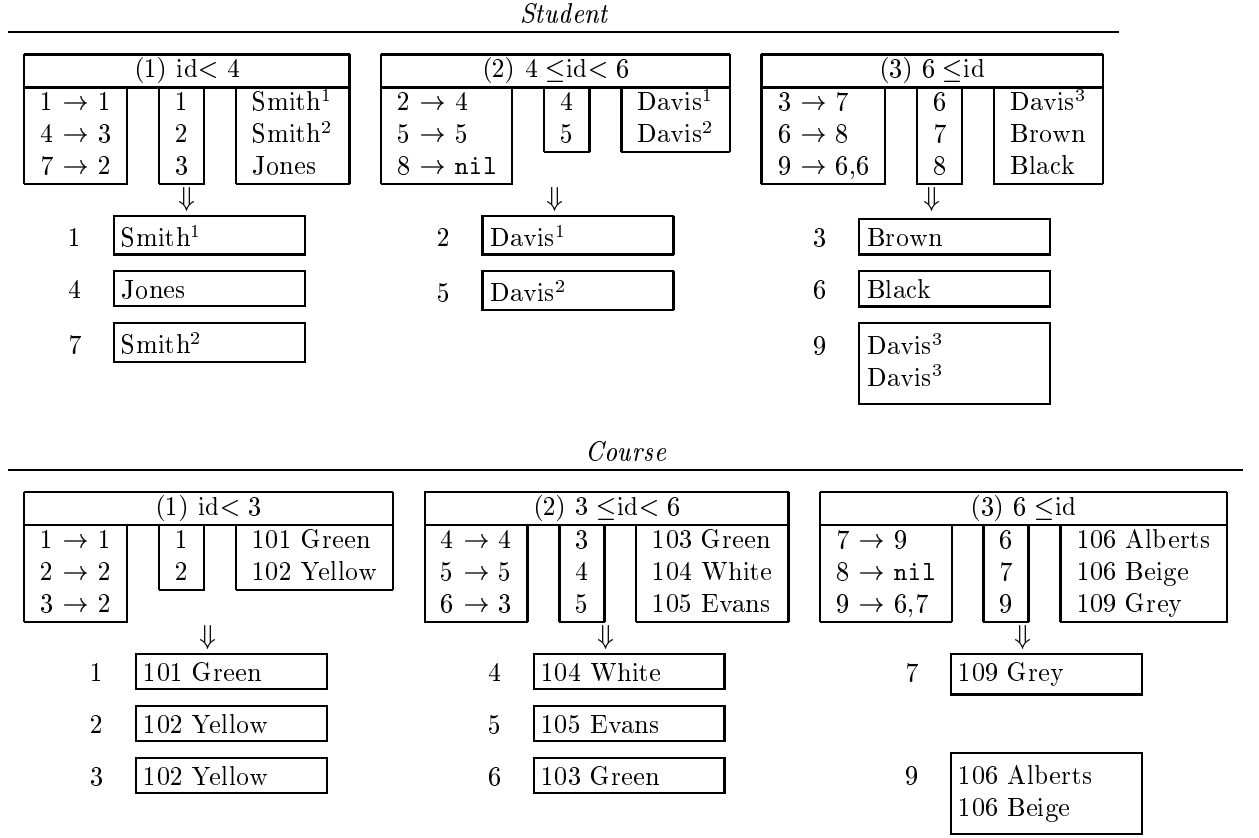 Student
(1) id< 4 (2) 4 ≤id< 6 (3) 6 ≤id
1 → 1 1 Smith¹ 2 → 4 4 Davis¹ 3 → 7 6 Davis³
4 → 3 2 Smith² 5 → 5 5 Davis² 6 → 8 7 Brown
7 → 2 3 Jones 8 → nil 9 → 6,6 8 Black
⇓ ⇓ ⇓
1 Smith¹ 2 Davis¹ 3 Brown
4 Jones 5 Davis² 6 Black
7 Smith² 9 Davis³
Davis³
Course
(1) id< 3 (2) 3 ≤id< 6 (3) 6 ≤id
1 → 1 1 101 Green 4 → 4 3 103 Green 7 → 9 6 106 Alberts
2 → 2 2 102 Yellow 5 → 5 4 104 White 8 → nil 7 106 Beige
3 → 2 6 → 3 5 105 Evans 9 → 6,7 9 109 Grey
⇓ ⇓ ⇓
1 101 Green 4 104 White 7 109 Grey
2 102 Yellow 5 105 Evans
3 102 Yellow 6 103 Green 9 106 Alberts
106 Beige